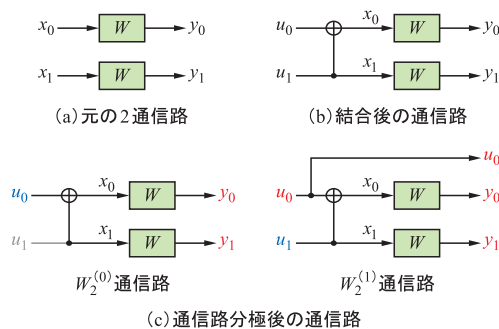 x₀ W y₀ u₀ W y₀
x₁ W y₁ u₁ x₁ W y₁
x₀
(a)元の2通信路 (b)結合後の通信路
u₀
u₀ x₀ W y₀ u₀ x₀ W y₀
u₁ x₁ W y₁ u₁ x₁ W y₁
W₂⁽⁰⁾通信路 W₂⁽¹⁾通信路
(c)通信路分極後の通信路